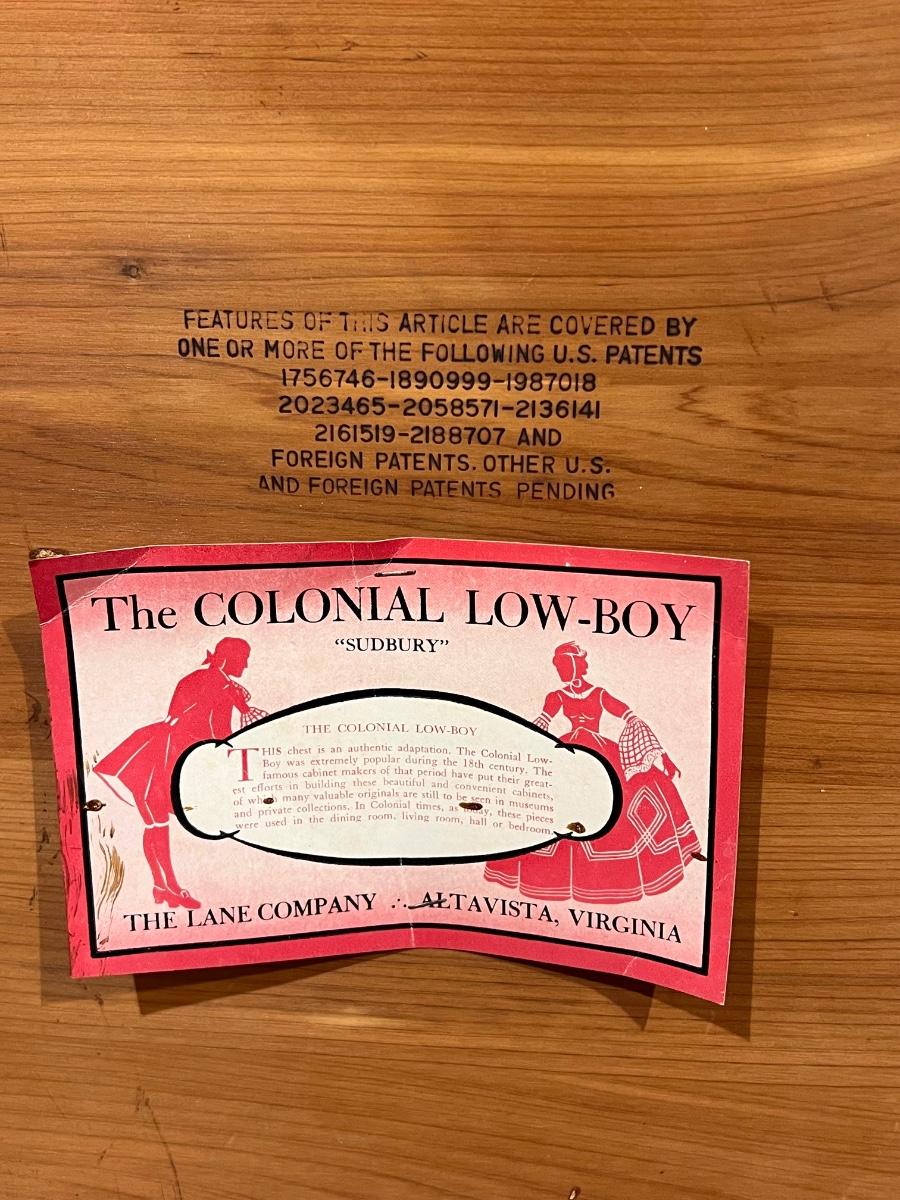 FEATURES OF THIS ARTICLE ARE COVERED BY
ONE OR MORE OF THE FOLLOWING U.S. PATENTS
1756746-1890999-1987018
2023465-2058571-2136141
2161519-2188707 AND
FOREIGN PATENTS. OTHER U.S.
AND FOREIGN PATENTS PENDING
The COLONIAL LOW-BOY
“SUDBURY”
THE COLONIAL LOW-BOY
THIS chest is an authentic adaptation. The Colonial Low-
Boy was extremely popular during the 18th century. The
famous cabinet makers of that period have put their great-
est efforts in building these beautiful and convenient cabinets,
of whom many valuable originals are still to be seen in museums
and private collections. In Colonial times, as today, these pieces
were used in the dining room, living room, hall or bedroom.
THE LANE COMPANY ∴ ALTAVISTA, VIRGINIA